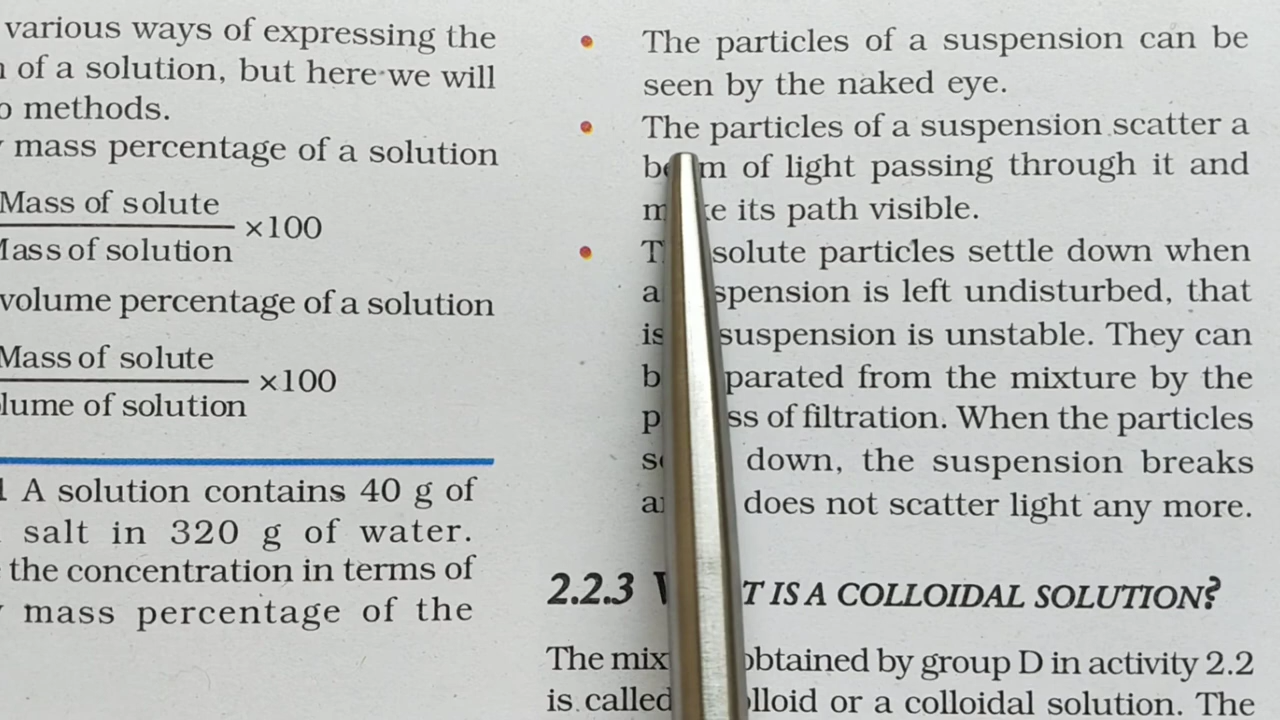 various ways of expressing the
of a solution, but here we will
methods.
mass percentage of a solution
Mass of solute
×100
Mass of solution
volume percentage of a solution
Mass of solute
×100
of solution
A solution contains 40 g of
salt in 320 g of water.
the concentration in terms of
mass percentage of the
• The particles of a suspension can be
seen by the naked eye.
• The particles of a suspension scatter a
of light passing through it and
its path visible.
• solute particles settle down when
is left undisturbed, that
suspension is unstable. They can
from the mixture by the
of filtration. When the particles
down, the suspension breaks
does not scatter light any more.
2.2.3 IS A COLLOIDAL SOLUTION?
The obtained by group D in activity 2.2
is called or a colloidal solution. The